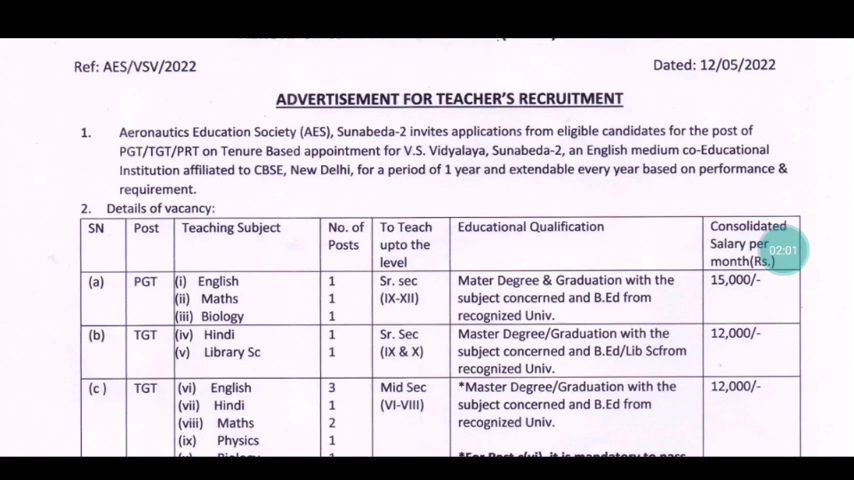 Ref: AES/VSV/2022
Dated: 12/05/2022
ADVERTISEMENT FOR TEACHER'S RECRUITMENT
1. Aeronautics Education Society (AES), Sunabeda-2 invites applications from eligible candidates for the post of
PGT/TGT/PRT on Tenure Based appointment for V.S. Vidyalaya, Sunabeda-2, an English medium co-Educational
Institution affiliated to CBSE, New Delhi, for a period of 1 year and extendable every year based on performance &
requirement.
2. Details of vacancy:
SN Post Teaching Subject No. of Posts To Teach upto the level Educational Qualification Consolidated Salary per month(Rs.)
02:01
(a) PGT (i) English 1 Sr. sec Mater Degree & Graduation with the 15,000/-
(ii) Maths 1 (IX-XII) subject concerned and B.Ed from
(iii) Biology 1 recognized Univ.
(b) TGT (iv) Hindi 1 Sr. Sec Master Degree/Graduation with the 12,000/-
(v) Library Sc 1 (IX & X) subject concerned and B.Ed/Lib Scfrom
recognized Univ.
(c ) TGT (vi) English 3 Mid Sec *Master Degree/Graduation with the 12,000/-
(vii) Hindi 1 (VI-VIII) subject concerned and B.Ed from
(viii) Maths 2 recognized Univ.
(ix) Physics 1